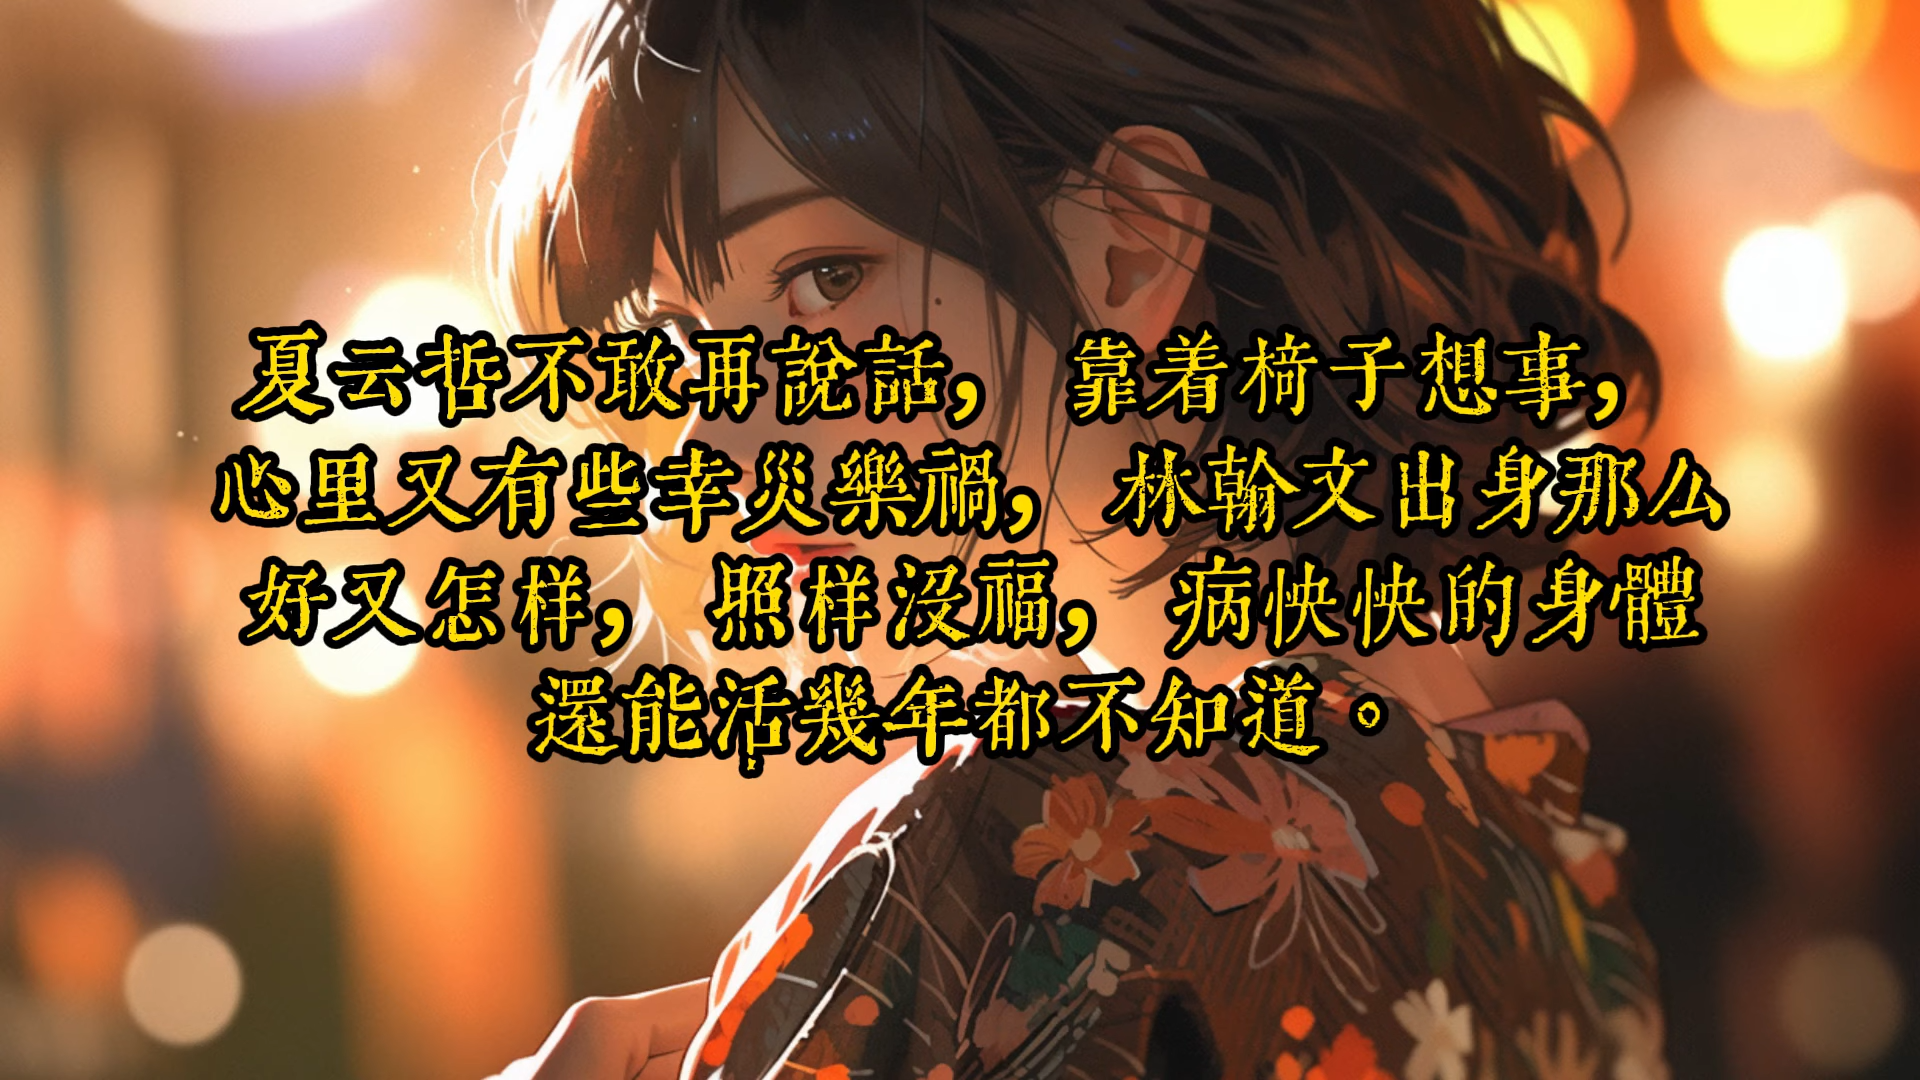 夏云哲不敢再說話，靠着椅子想事，
心里又有些幸災樂禍，林翰文出身那么
好又怎样，照样沒福，病怏怏的身體
還能活幾年都不知道。